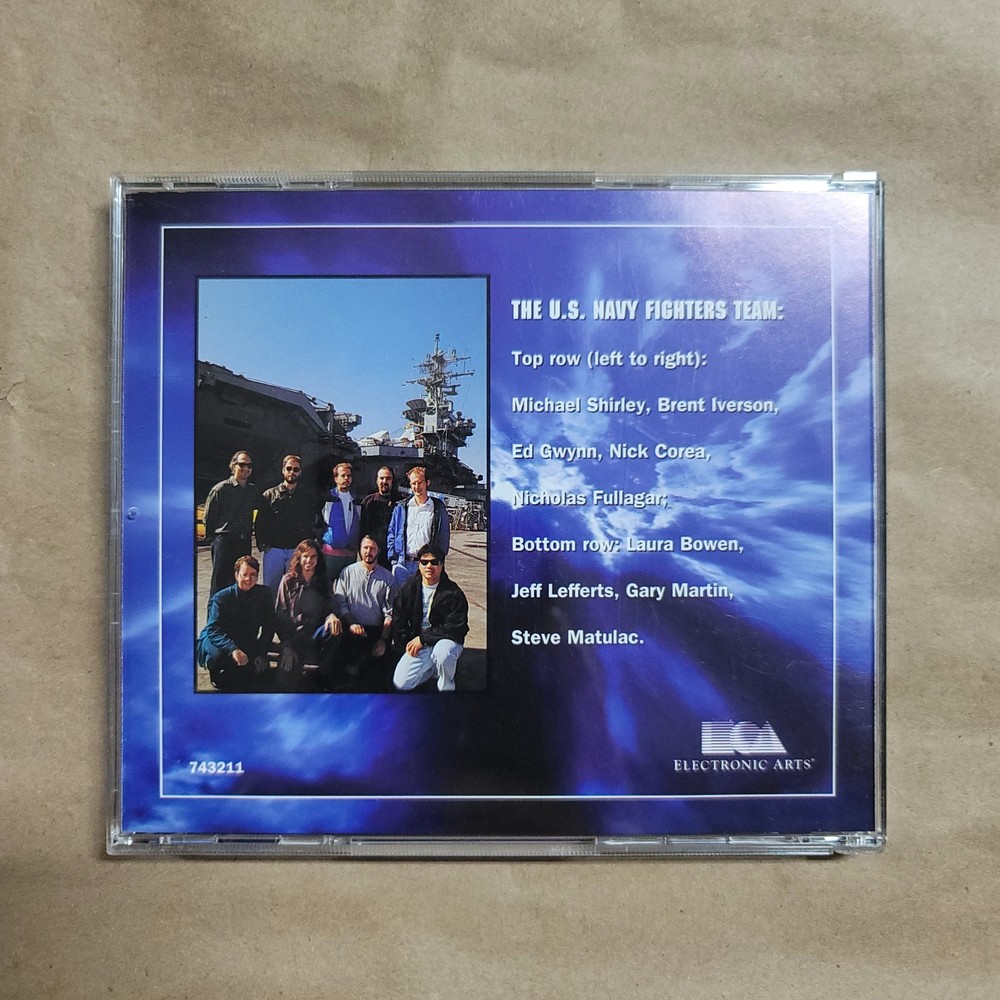 THE U.S. NAVY FIGHTERS TEAM:
Top row (left to right):
Michael Shirley, Brent Iverson,
Ed Gwynn, Nick Corea,
Nicholas Fullagar;
Bottom row: Laura Bowen,
Jeff Lefferts, Gary Martin,
Steve Matulac.
743211
EA
ELECTRONIC ARTS®